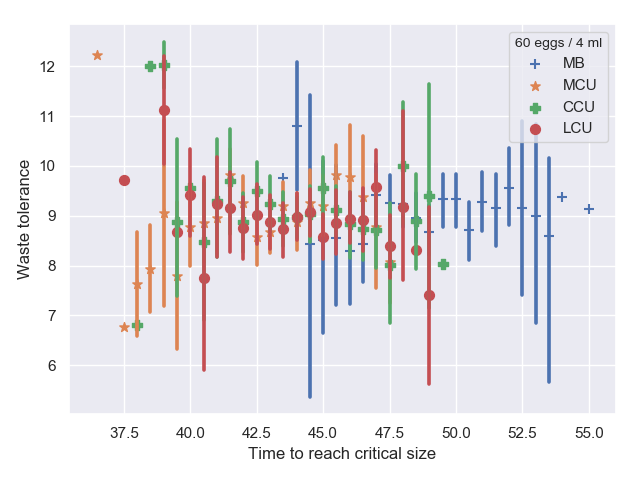 60 eggs / 4 ml
MB
MCU
CCU
LCU
12
11
10
9
8
7
6
Waste tolerance
37.5 40.0 42.5 45.0 47.5 50.0 52.5 55.0
Time to reach critical size